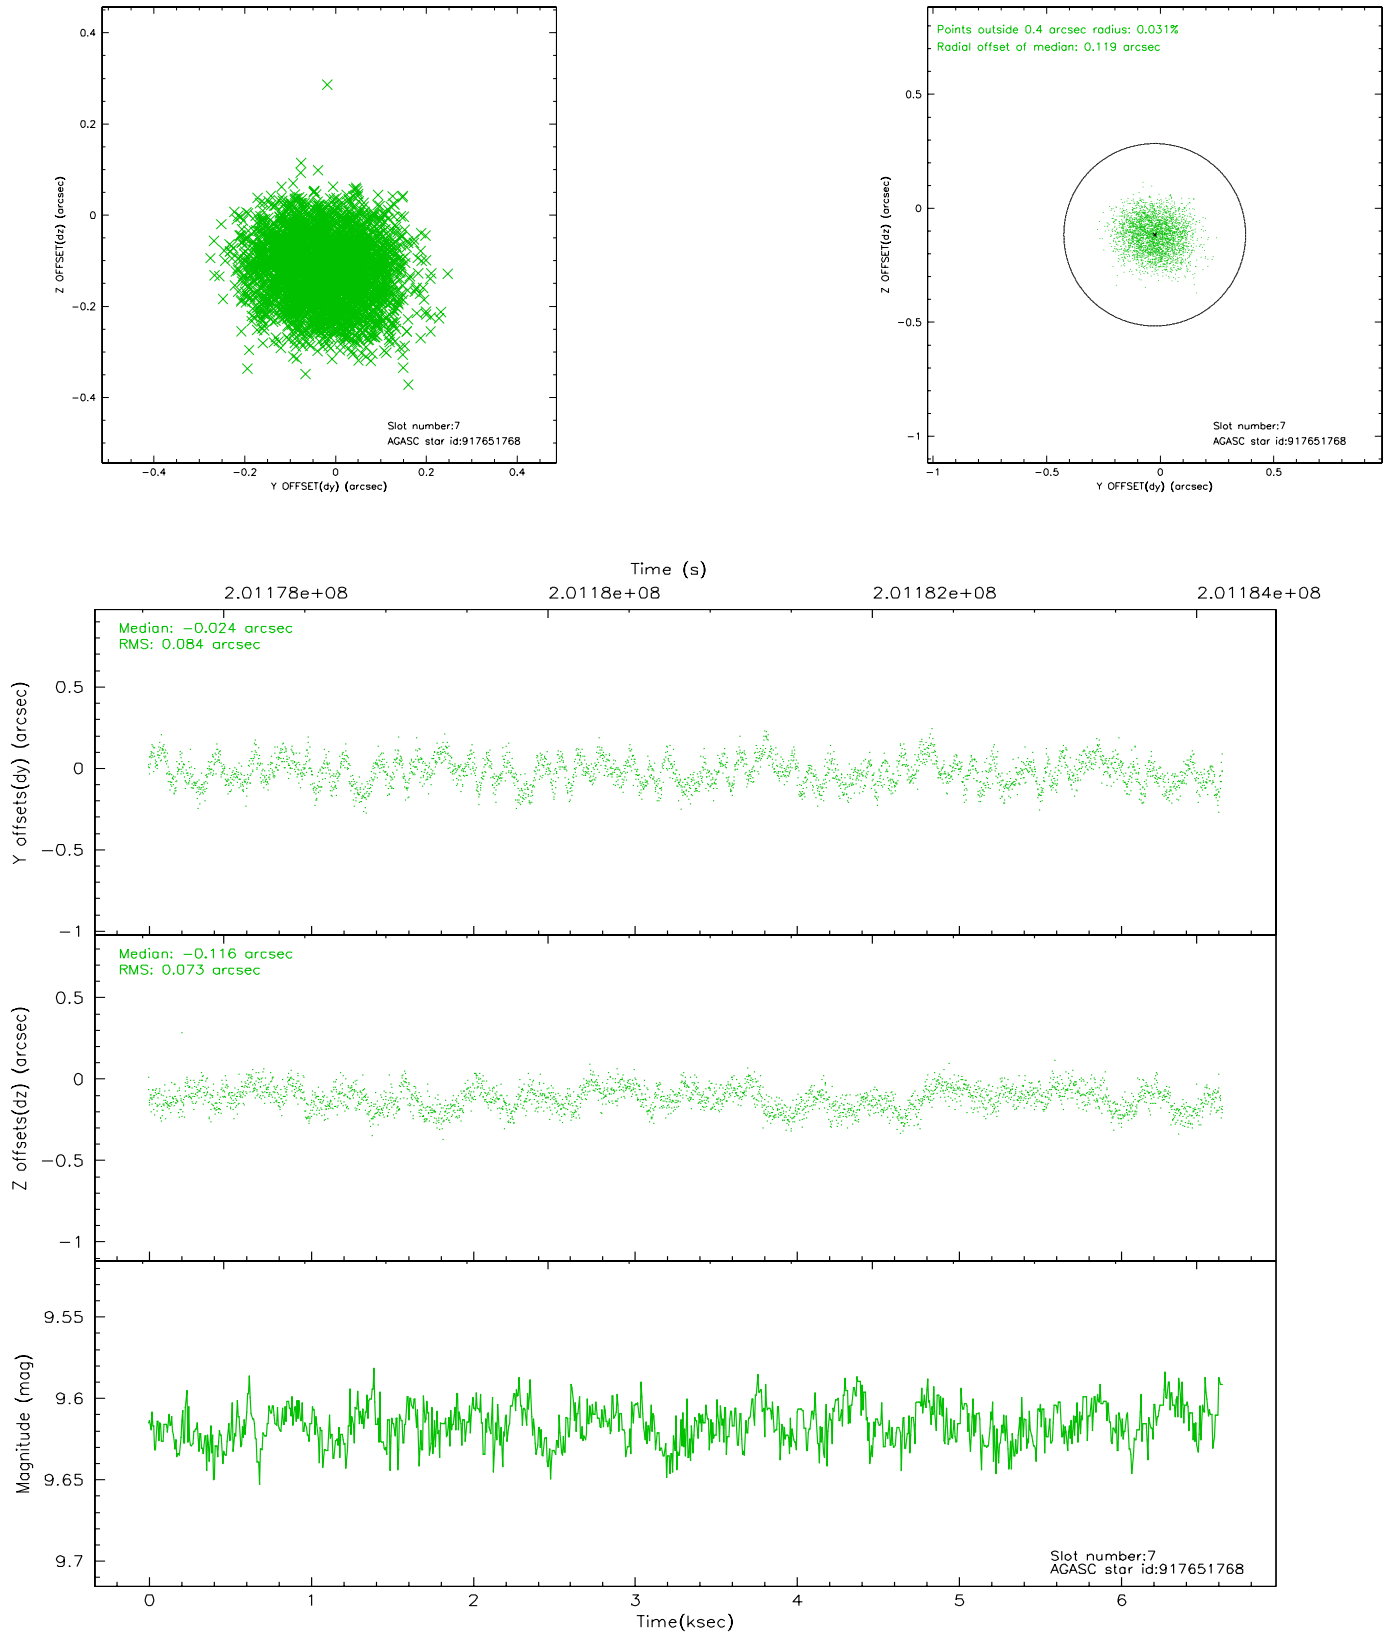 0.4
0.2
0
−0.2
−0.4
Z OFFSET(dz) (arcsec)
−0.4
−0.2
0
0.2
0.4
Y OFFSET(dy) (arcsec)
Slot number:7
AGASC star id:917651768
Points outside 0.4 arcsec radius: 0.031%
Radial offset of median: 0.119 arcsec
0.5
0
−0.5
−1
Z OFFSET(dz) (arcsec)
−1
−0.5
0
0.5
Y OFFSET(dy) (arcsec)
Slot number:7
AGASC star id:917651768
Time (s)
2.01178e+08
2.0118e+08
2.01182e+08
2.01184e+08
Median: −0.024 arcsec
RMS: 0.084 arcsec
0.5
0
−0.5
−1
Y offsets(dy) (arcsec)
Median: −0.116 arcsec
RMS: 0.073 arcsec
0.5
0
−0.5
−1
Z offsets(dz) (arcsec)
9.55
9.6
9.65
9.7
Magnitude (mag)
Slot number:7
AGASC star id:917651768
0
1
2
3
4
5
6
Time(ksec)